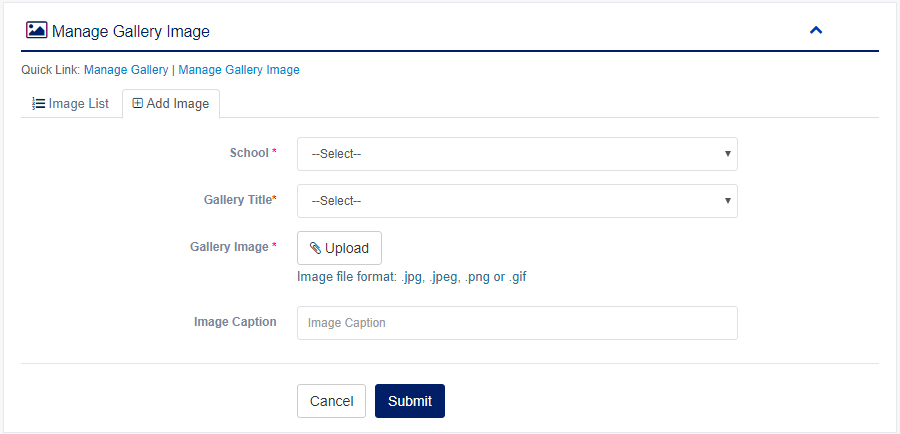 Manage Gallery Image
Quick Link: Manage Gallery | Manage Gallery Image
Image List
Add Image
School *
--Select--
Gallery Title*
--Select--
Gallery Image *
Upload
Image file format: .jpg, .jpeg, .png or .gif
Image Caption
Image Caption
Cancel
Submit